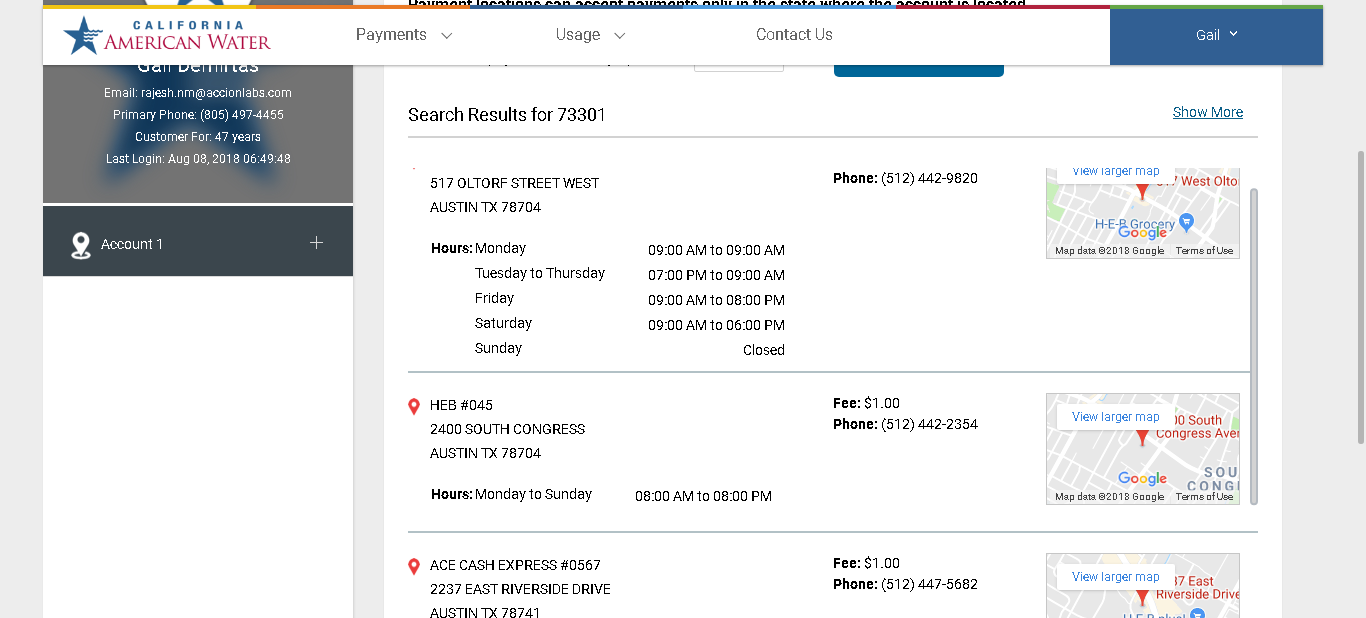 Payment locations can accept payments only in the state where the account is located.
CALIFORNIA
AMERICAN WATER
Payments
Usage
Contact Us
Gail
Gail Demirtas
Email: rajesh.nm@accionlabs.com
Primary Phone: (805) 497-4455
Customer For: 47 years
Last Login: Aug 08, 2018 06:49:48
Account 1
Search Results for 73301
Show More
517 OLTORF STREET WEST
AUSTIN TX 78704
Phone: (512) 442-9820
Hours: Monday 09:00 AM to 09:00 AM
Tuesday to Thursday 07:00 PM to 09:00 AM
Friday 09:00 AM to 08:00 PM
Saturday 09:00 AM to 06:00 PM
Sunday Closed
View larger map
West Olto
H-E-B Grocery
Google
Map data ©2018 Google Terms of Use
HEB #045
2400 SOUTH CONGRESS
AUSTIN TX 78704
Fee: $1.00
Phone: (512) 442-2354
Hours: Monday to Sunday 08:00 AM to 08:00 PM
View larger map
00 South
Congress Aver
SOU
CONG
Google
Map data ©2018 Google Terms of Use
ACE CASH EXPRESS #0567
2237 EAST RIVERSIDE DRIVE
AUSTIN TX 78741
Fee: $1.00
Phone: (512) 447-5682
View larger map
37 East
Riverside Drive